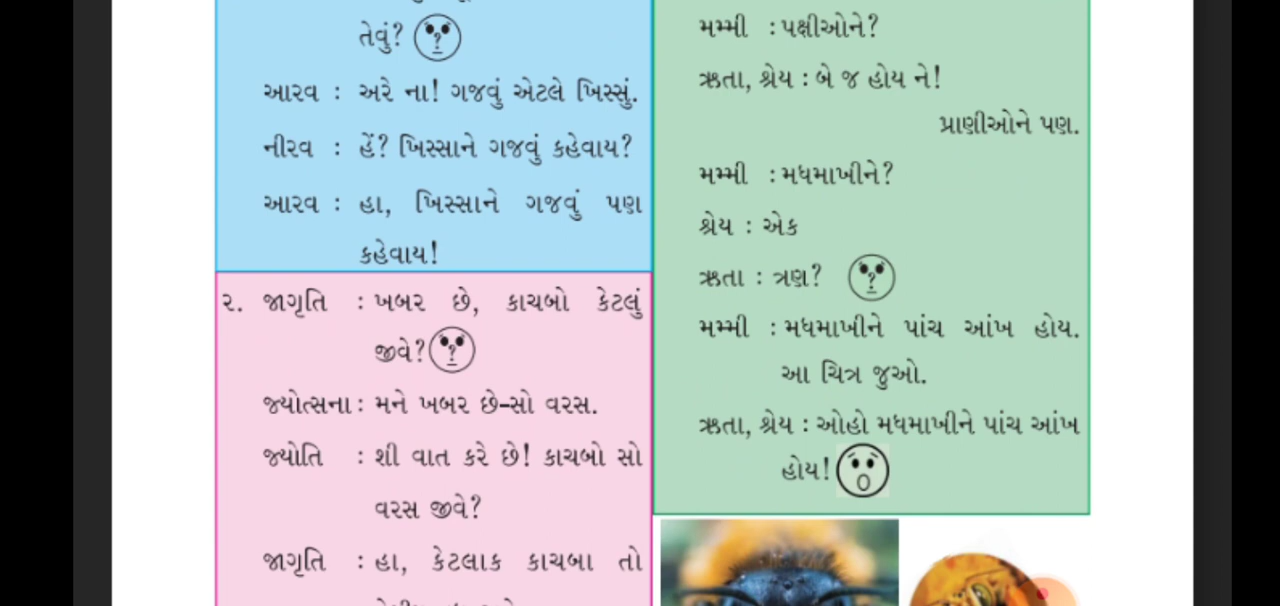 તેવું?
આરવ : અરે ના! ગજવું એટલે ખિસ્સું.
નીરવ : હેં? ખિસ્સાને ગજવું કહેવાય?
આરવ : હા, ખિસ્સાને ગજવું પણ
કહેવાય!
૨. જાગૃતિ : ખબર છે, કાચબો કેટલું
જીવે?
જ્યોત્સના : મને ખબર છે-સો વરસ.
જ્યોતિ : શી વાત કરે છે! કાચબો સો
વરસ જીવે?
જાગૃતિ : હા, કેટલાક કાચબા તો
મમ્મી : પક્ષીઓને?
ઋતા, શ્રેય : બે જ હોય ને!
પ્રાણીઓને પણ.
મમ્મી : મધમાખીને?
શ્રેય : એક
ઋતા : ત્રણ?
મમ્મી : મધમાખીને પાંચ આંખ હોય.
આ ચિત્ર જુઓ.
ઋતા, શ્રેય : ઓહો મધમાખીને પાંચ આંખ
હોય!